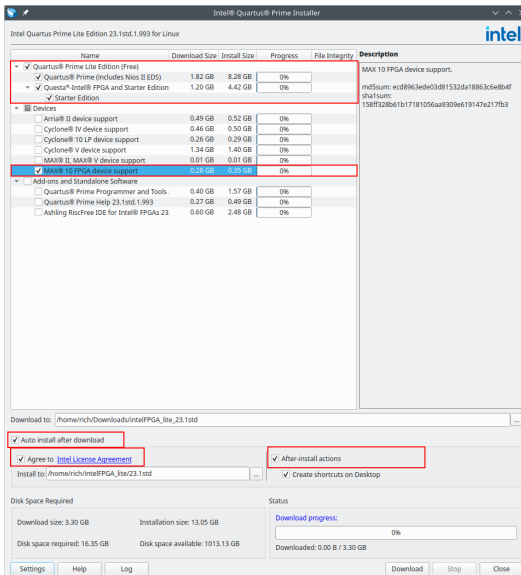 Intel® Quartus® Prime Installer
Intel Quartus Prime Lite Edition 23.1std.1.993 for Linux
intel
Name Download Size Install Size Progress File Integrity
Quartus® Prime Lite Edition (Free)
Quartus® Prime (includes Nios II EDS) 1.82 GB 8.28 GB 0%
Questa*-Intel® FPGA and Starter Edition 1.20 GB 4.42 GB 0%
Starter Edition
Devices
Arria® II device support 0.49 GB 0.52 GB 0%
Cyclone® IV device support 0.46 GB 0.50 GB 0%
Cyclone® 10 LP device support 0.26 GB 0.29 GB 0%
Cyclone® V device support 1.34 GB 1.40 GB 0%
MAX® II, MAX® V device support 0.01 GB 0.01 GB 0%
MAX® 10 FPGA device support 0.28 GB 0.35 GB 0%
Add-ons and Standalone Software
Quartus® Prime Programmer and Tools 0.40 GB 1.57 GB 0%
Quartus® Prime Help 23.1std.1.993 0.27 GB 0.49 GB 0%
Ashling RiscFree IDE for Intel® FPGAs 23. 0.60 GB 2.48 GB 0%
Description
MAX 10 FPGA device support.
md5sum: ecd8963ede03d81532da18863c6e8b4f
sha1sum:
158ff328b61b17181056aa9309e619147e217fb3
Download to: /home/rich/Downloads/intelFPGA_lite_23.1std ...
Auto install after download
Agree to Intel License Agreement
Install to: /home/rich/intelFPGA_lite/23.1std ...
After-install actions
Create shortcuts on Desktop
Disk Space Required
Download size: 3.30 GB Installation size: 13.05 GB
Disk space required: 16.35 GB Disk space available: 1013.13 GB
Status
Download progress:
0%
Downloaded: 0.00 B / 3.30 GB
Settings Help Log Download Stop Close